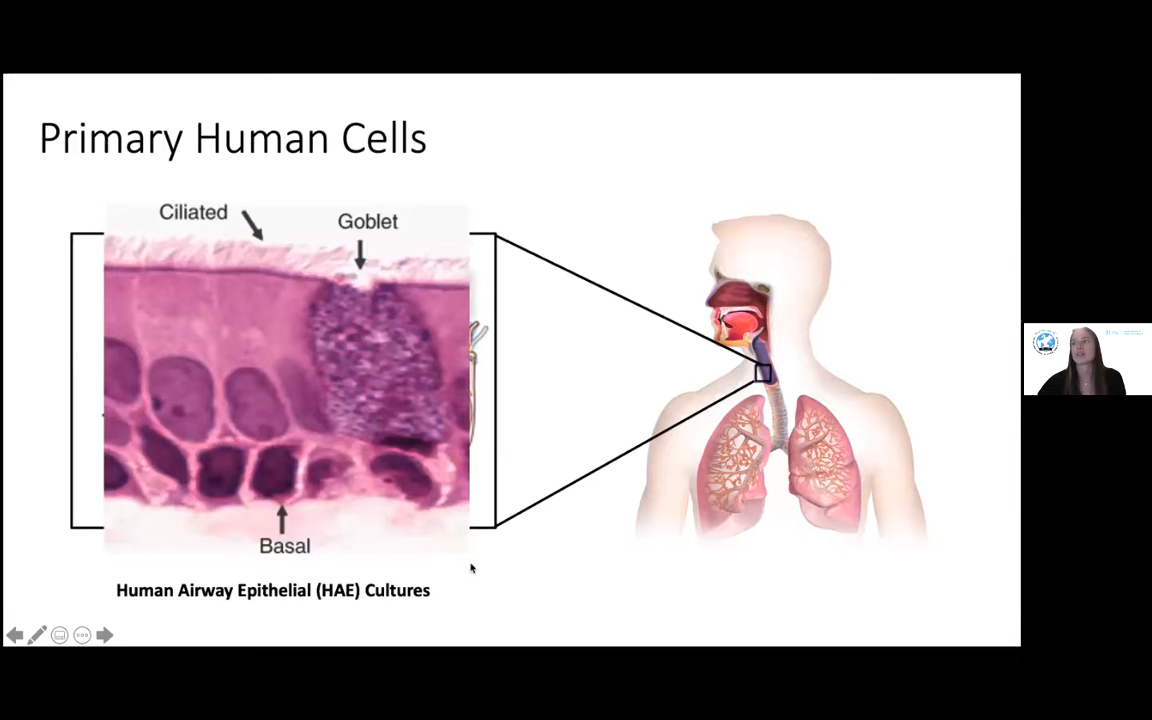 Primary Human Cells
Ciliated
Goblet
Basal
Human Airway Epithelial (HAE) Cultures